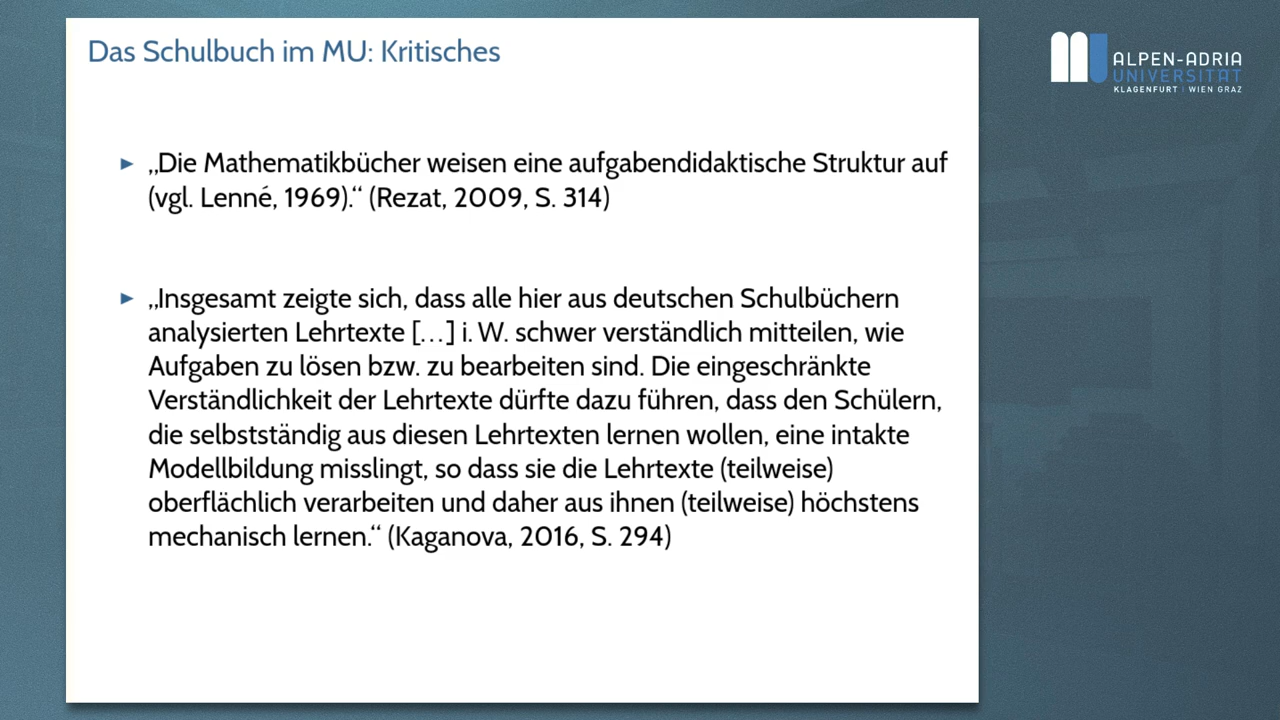 Das Schulbuch im MU: Kritisches
ALPEN-ADRIA
UNIVERSITÄT
KLAGENFURT | WIEN GRAZ
► „Die Mathematikbücher weisen eine aufgabendidaktische Struktur auf
(vgl. Lenné, 1969).“ (Rezat, 2009, S. 314)
► „Insgesamt zeigte sich, dass alle hier aus deutschen Schulbüchern
analysierten Lehrtexte [...] i. W. schwer verständlich mitteilen, wie
Aufgaben zu lösen bzw. zu bearbeiten sind. Die eingeschränkte
Verständlichkeit der Lehrtexte dürfte dazu führen, dass den Schülern,
die selbstständig aus diesen Lehrtexten lernen wollen, eine intakte
Modellbildung misslingt, so dass sie die Lehrtexte (teilweise)
oberflächlich verarbeiten und daher aus ihnen (teilweise) höchstens
mechanisch lernen.“ (Kaganova, 2016, S. 294)